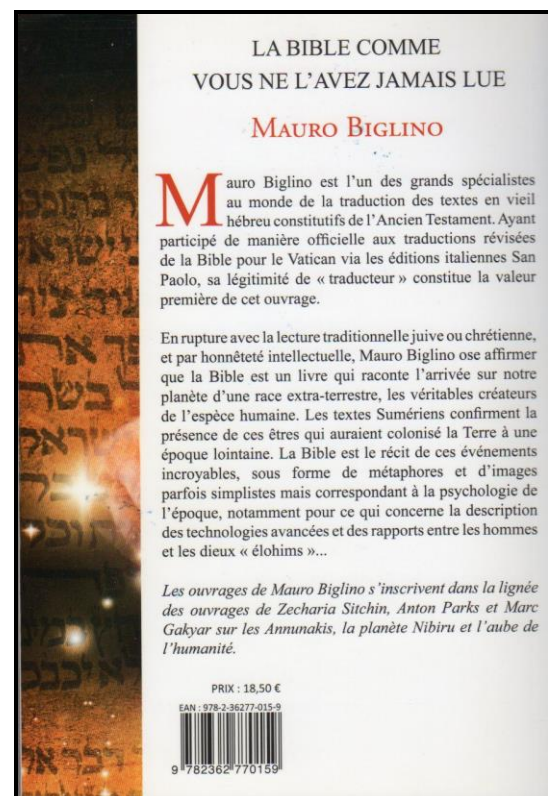 LA BIBLE COMME
VOUS NE L'AVEZ JAMAIS LUE
MAURO BIGLINO
Mauro Biglino est l'un des grands spécialistes
au monde de la traduction des textes en vieil
hébreu constitutifs de l'Ancien Testament. Ayant
participé de manière officielle aux traductions révisées
de la Bible pour le Vatican via les éditions italiennes San
Paolo, sa légitimité de « traducteur » constitue la valeur
première de cet ouvrage.
En rupture avec la lecture traditionnelle juive ou chrétienne,
et par honnêteté intellectuelle, Mauro Biglino ose affirmer
que la Bible est un livre qui raconte l'arrivée sur notre
planète d'une race extra-terrestre, les véritables créateurs
de l'espèce humaine. Les textes Sumériens confirment la
présence de ces êtres qui auraient colonisé la Terre à une
époque lointaine. La Bible est le récit de ces événements
incroyables, sous forme de métaphores et d'images
parfois simplistes mais correspondant à la psychologie de
l'époque, notamment pour ce qui concerne la description
des technologies avancées et des rapports entre les hommes
et les dieux « élohims »...
Les ouvrages de Mauro Biglino s'inscrivent dans la lignée
des ouvrages de Zecharia Sitchin, Anton Parks et Marc
Gakyar sur les Annunakis, la planète Nibiru et l'aube de
l'humanité.
PRIX : 18,50 €
EAN : 978-2-36277-015-9
9 782362 770159